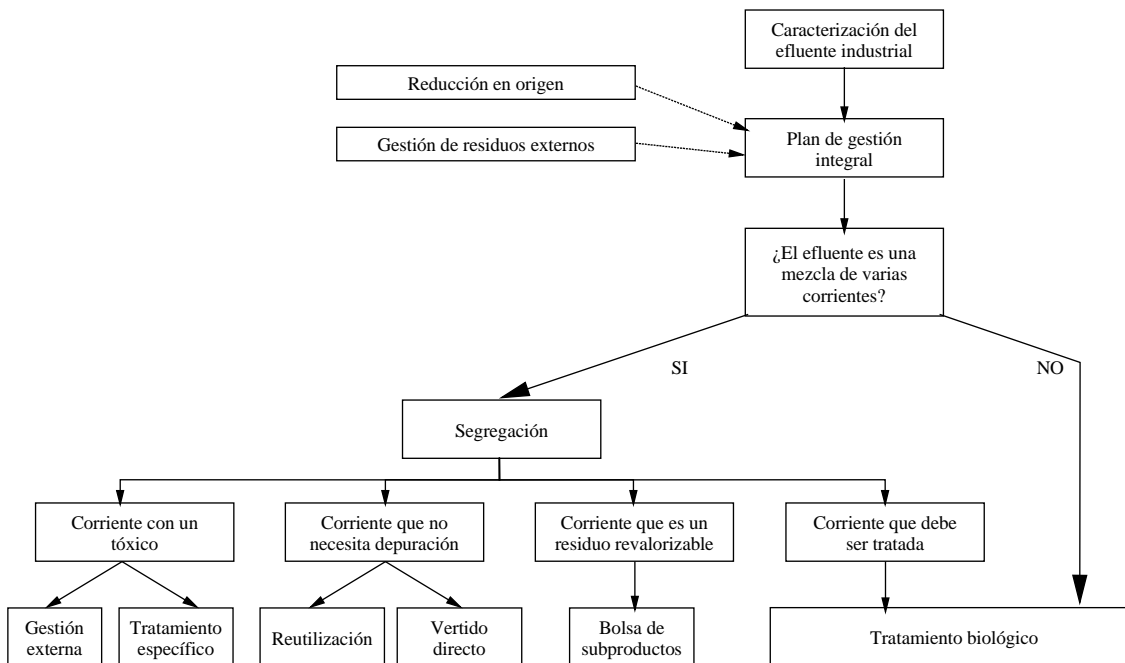 Caracterización del
efluente industrial
Reducción en origen
Gestión de residuos externos
Plan de gestión
integral
¿El efluente es una
mezcla de varias
corrientes?
SI
NO
Segregación
Corriente con un
tóxico
Corriente que no
necesita depuración
Corriente que es un
residuo revalorizable
Corriente que debe
ser tratada
Gestión
externa
Tratamiento
específico
Reutilización
Vertido
directo
Bolsa de
subproductos
Tratamiento biológico